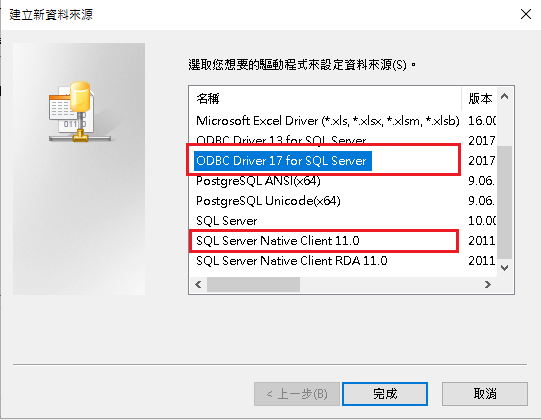 建立新資料來源
選取您想要的驅動程式來設定資料來源(S)。
名稱 版本
Microsoft Excel Driver (*.xls, *.xlsx, *.xlsm, *.xlsb) 16.00
ODBC Driver 13 for SQL Server 2017
ODBC Driver 17 for SQL Server 2017
PostgreSQL ANSI(x64) 9.06.
PostgreSQL Unicode(x64) 9.06.
SQL Server 10.00
SQL Server Native Client 11.0 2011
SQL Server Native Client RDA 11.0 2011
< 上一步(B) 完成 取消